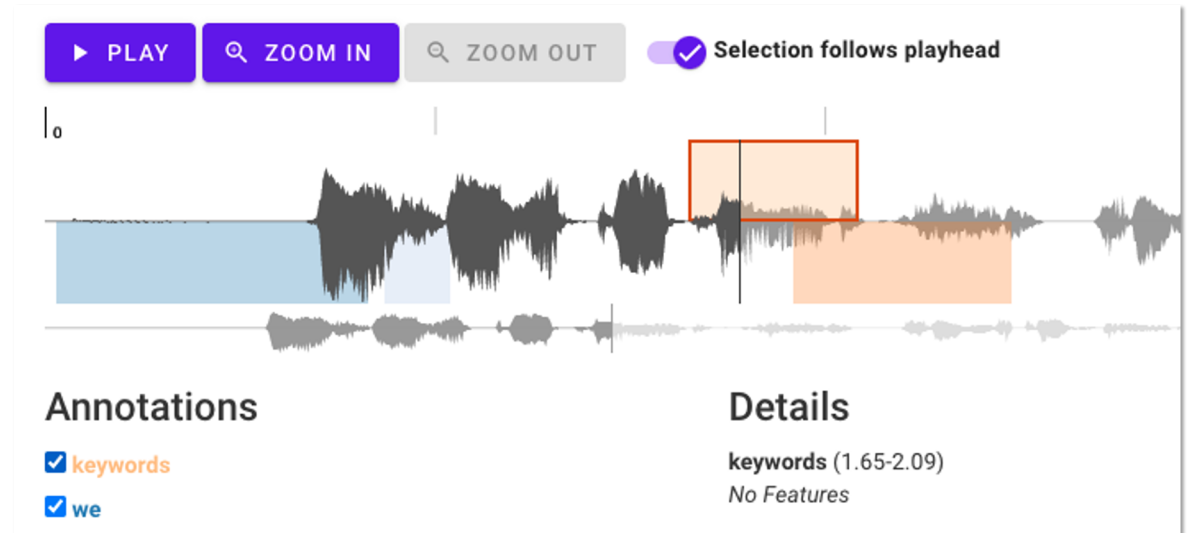 PLAY ZOOM IN ZOOM OUT Selection follows playhead
0
Annotations
keywords
we
Details
keywords (1.65-2.09)
No Features